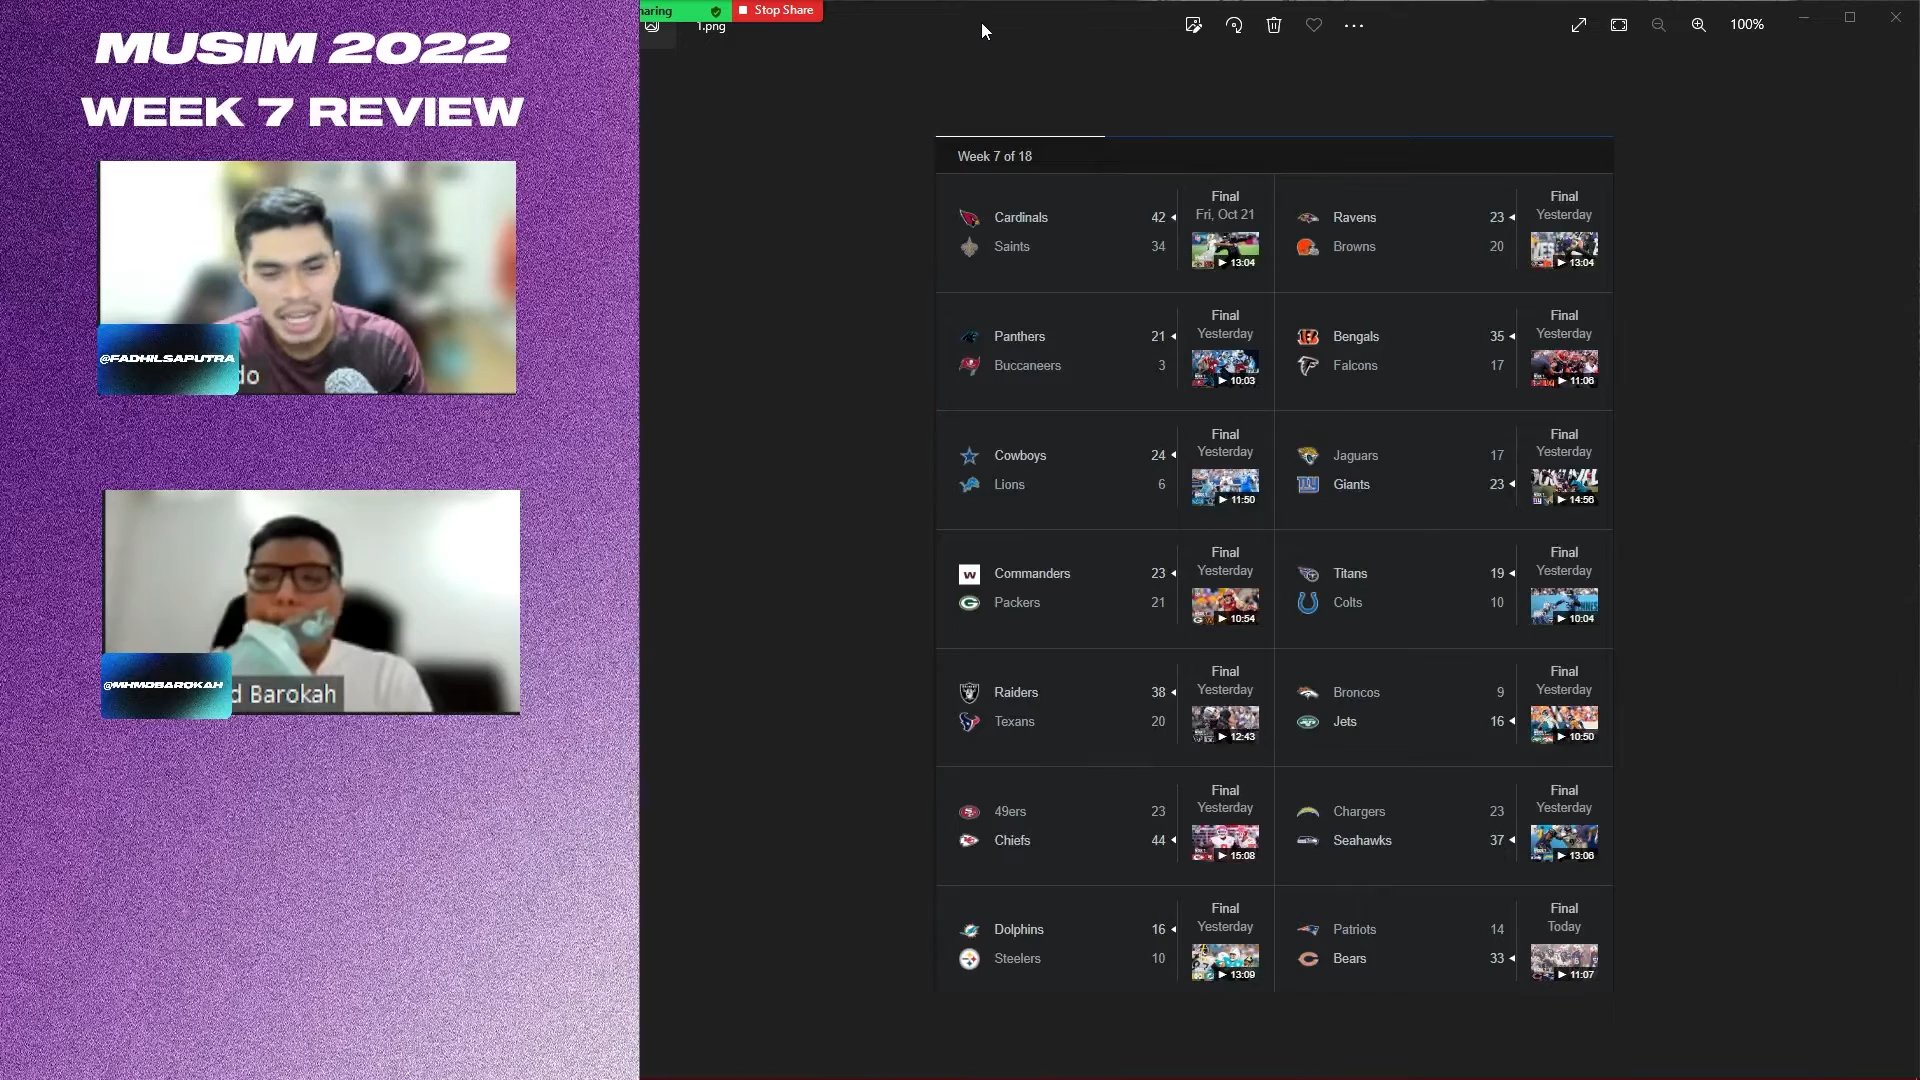 MUSIM 2022
WEEK 7 REVIEW
@FADHILSAPUTRA
do
@MHMDBAROKAH
d Barokah
haring
Stop Share
1.png
100%
Week 7 of 18
Cardinals 42
Saints 34
Final
Fri, Oct 21
13:04
Ravens 23
Browns 20
Final
Yesterday
13:04
Panthers 21
Buccaneers 3
Final
Yesterday
10:03
Bengals 35
Falcons 17
Final
Yesterday
11:06
Cowboys 24
Lions 6
Final
Yesterday
11:50
Jaguars 17
Giants 23
Final
Yesterday
14:56
Commanders 23
Packers 21
Final
Yesterday
10:54
Titans 19
Colts 10
Final
Yesterday
10:04
Raiders 38
Texans 20
Final
Yesterday
12:43
Broncos 9
Jets 16
Final
Yesterday
10:50
49ers 23
Chiefs 44
Final
Yesterday
15:08
Chargers 23
Seahawks 37
Final
Yesterday
13:06
Dolphins 16
Steelers 10
Final
Yesterday
13:09
Patriots 14
Bears 33
Final
Today
11:07